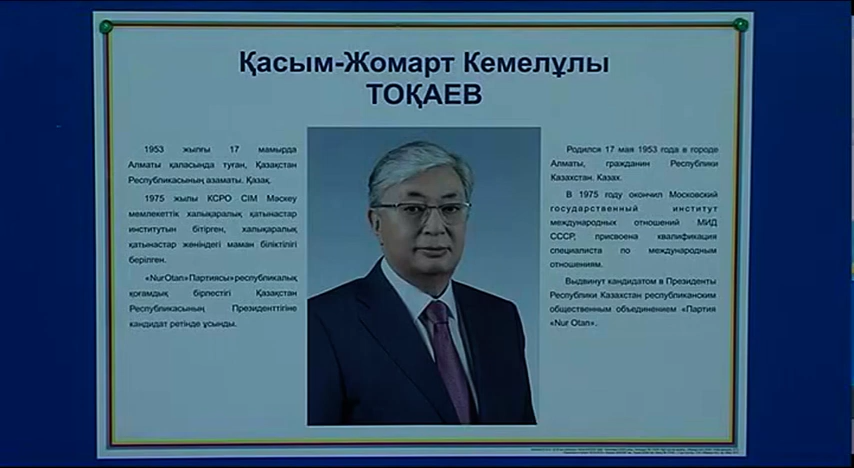 Қасым-Жомарт Кемелұлы
ТОҚАЕВ
1953 жылғы 17 мамырда
Алматы қаласында туған, Қазақстан
Республикасының азаматы. Қазақ.
1975 жылы КСРО СІМ Мәскеу
мемлекеттік халықаралық қатынастар
институтын бітірген, халықаралық
қатынастар жөніндегі маман біліктілігі
берілген.
«NurOtan»Партиясы»республикалық
қоғамдық бірлестігі Қазақстан
Республикасының Президенттігіне
кандидат ретінде ұсынды.
Родился 17 мая 1953 года в городе
Алматы, гражданин Республики
Казахстан. Казах.
В 1975 году окончил Московский
государственный институт
международных отношений МИД
СССР, присвоена квалификация
специалиста по международным
отношениям.
Выдвинут кандидатом в Президенты
Республики Казахстан республиканским
общественным объединением «Партия
«Nur Otan».